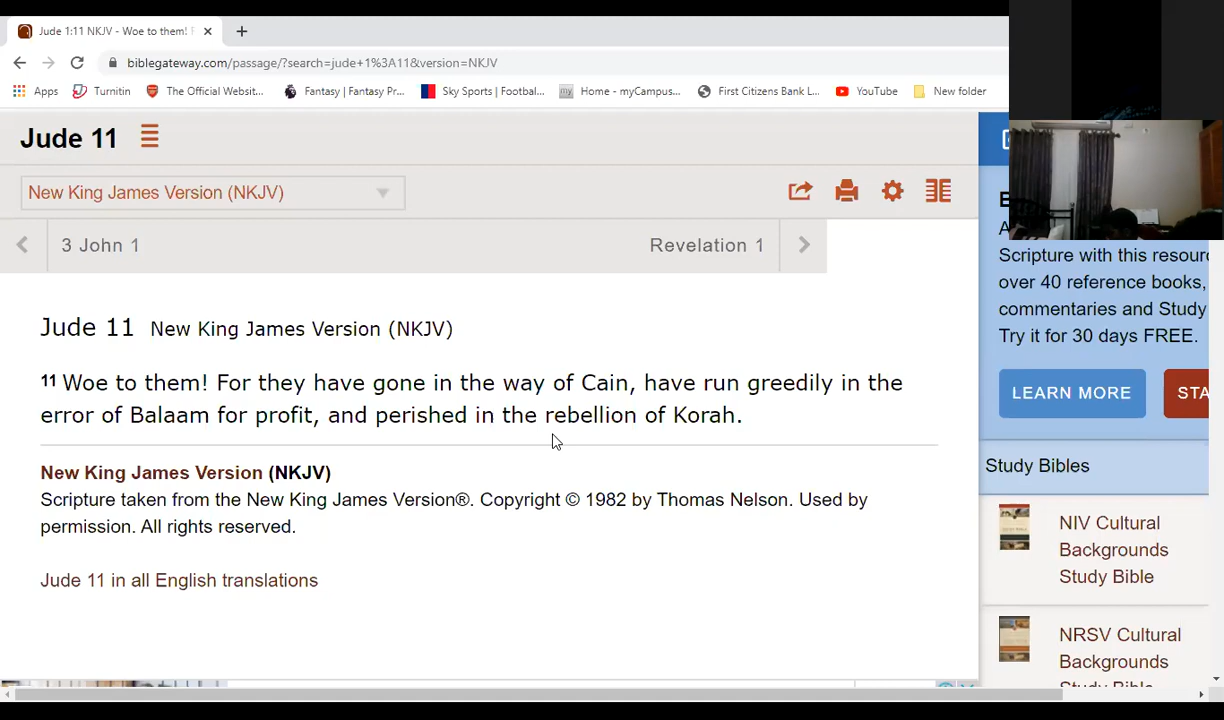 Jude 1:11 NKJV - Woe to them!
biblegateway.com/passage/?search=jude+1%3A11&version=NKJV
Apps Turnitin The Official Websit... Fantasy | Fantasy Pr... Sky Sports | Footbal... my Home - myCampus... First Citizens Bank L... YouTube New folder
Jude 11
New King James Version (NKJV)
3 John 1 Revelation 1
Jude 11 New King James Version (NKJV)
11 Woe to them! For they have gone in the way of Cain, have run greedily in the
error of Balaam for profit, and perished in the rebellion of Korah.
New King James Version (NKJV)
Scripture taken from the New King James Version®. Copyright © 1982 by Thomas Nelson. Used by
permission. All rights reserved.
Jude 11 in all English translations
Scripture with this resour
over 40 reference books,
commentaries and Study
Try it for 30 days FREE.
LEARN MORE STA
Study Bibles
NIV Cultural
Backgrounds
Study Bible
NRSV Cultural
Backgrounds